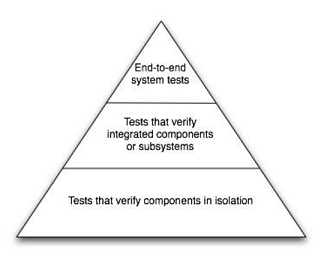 End-to-end
system tests
Tests that verify
integrated components
or subsystems
Tests that verify components in isolation